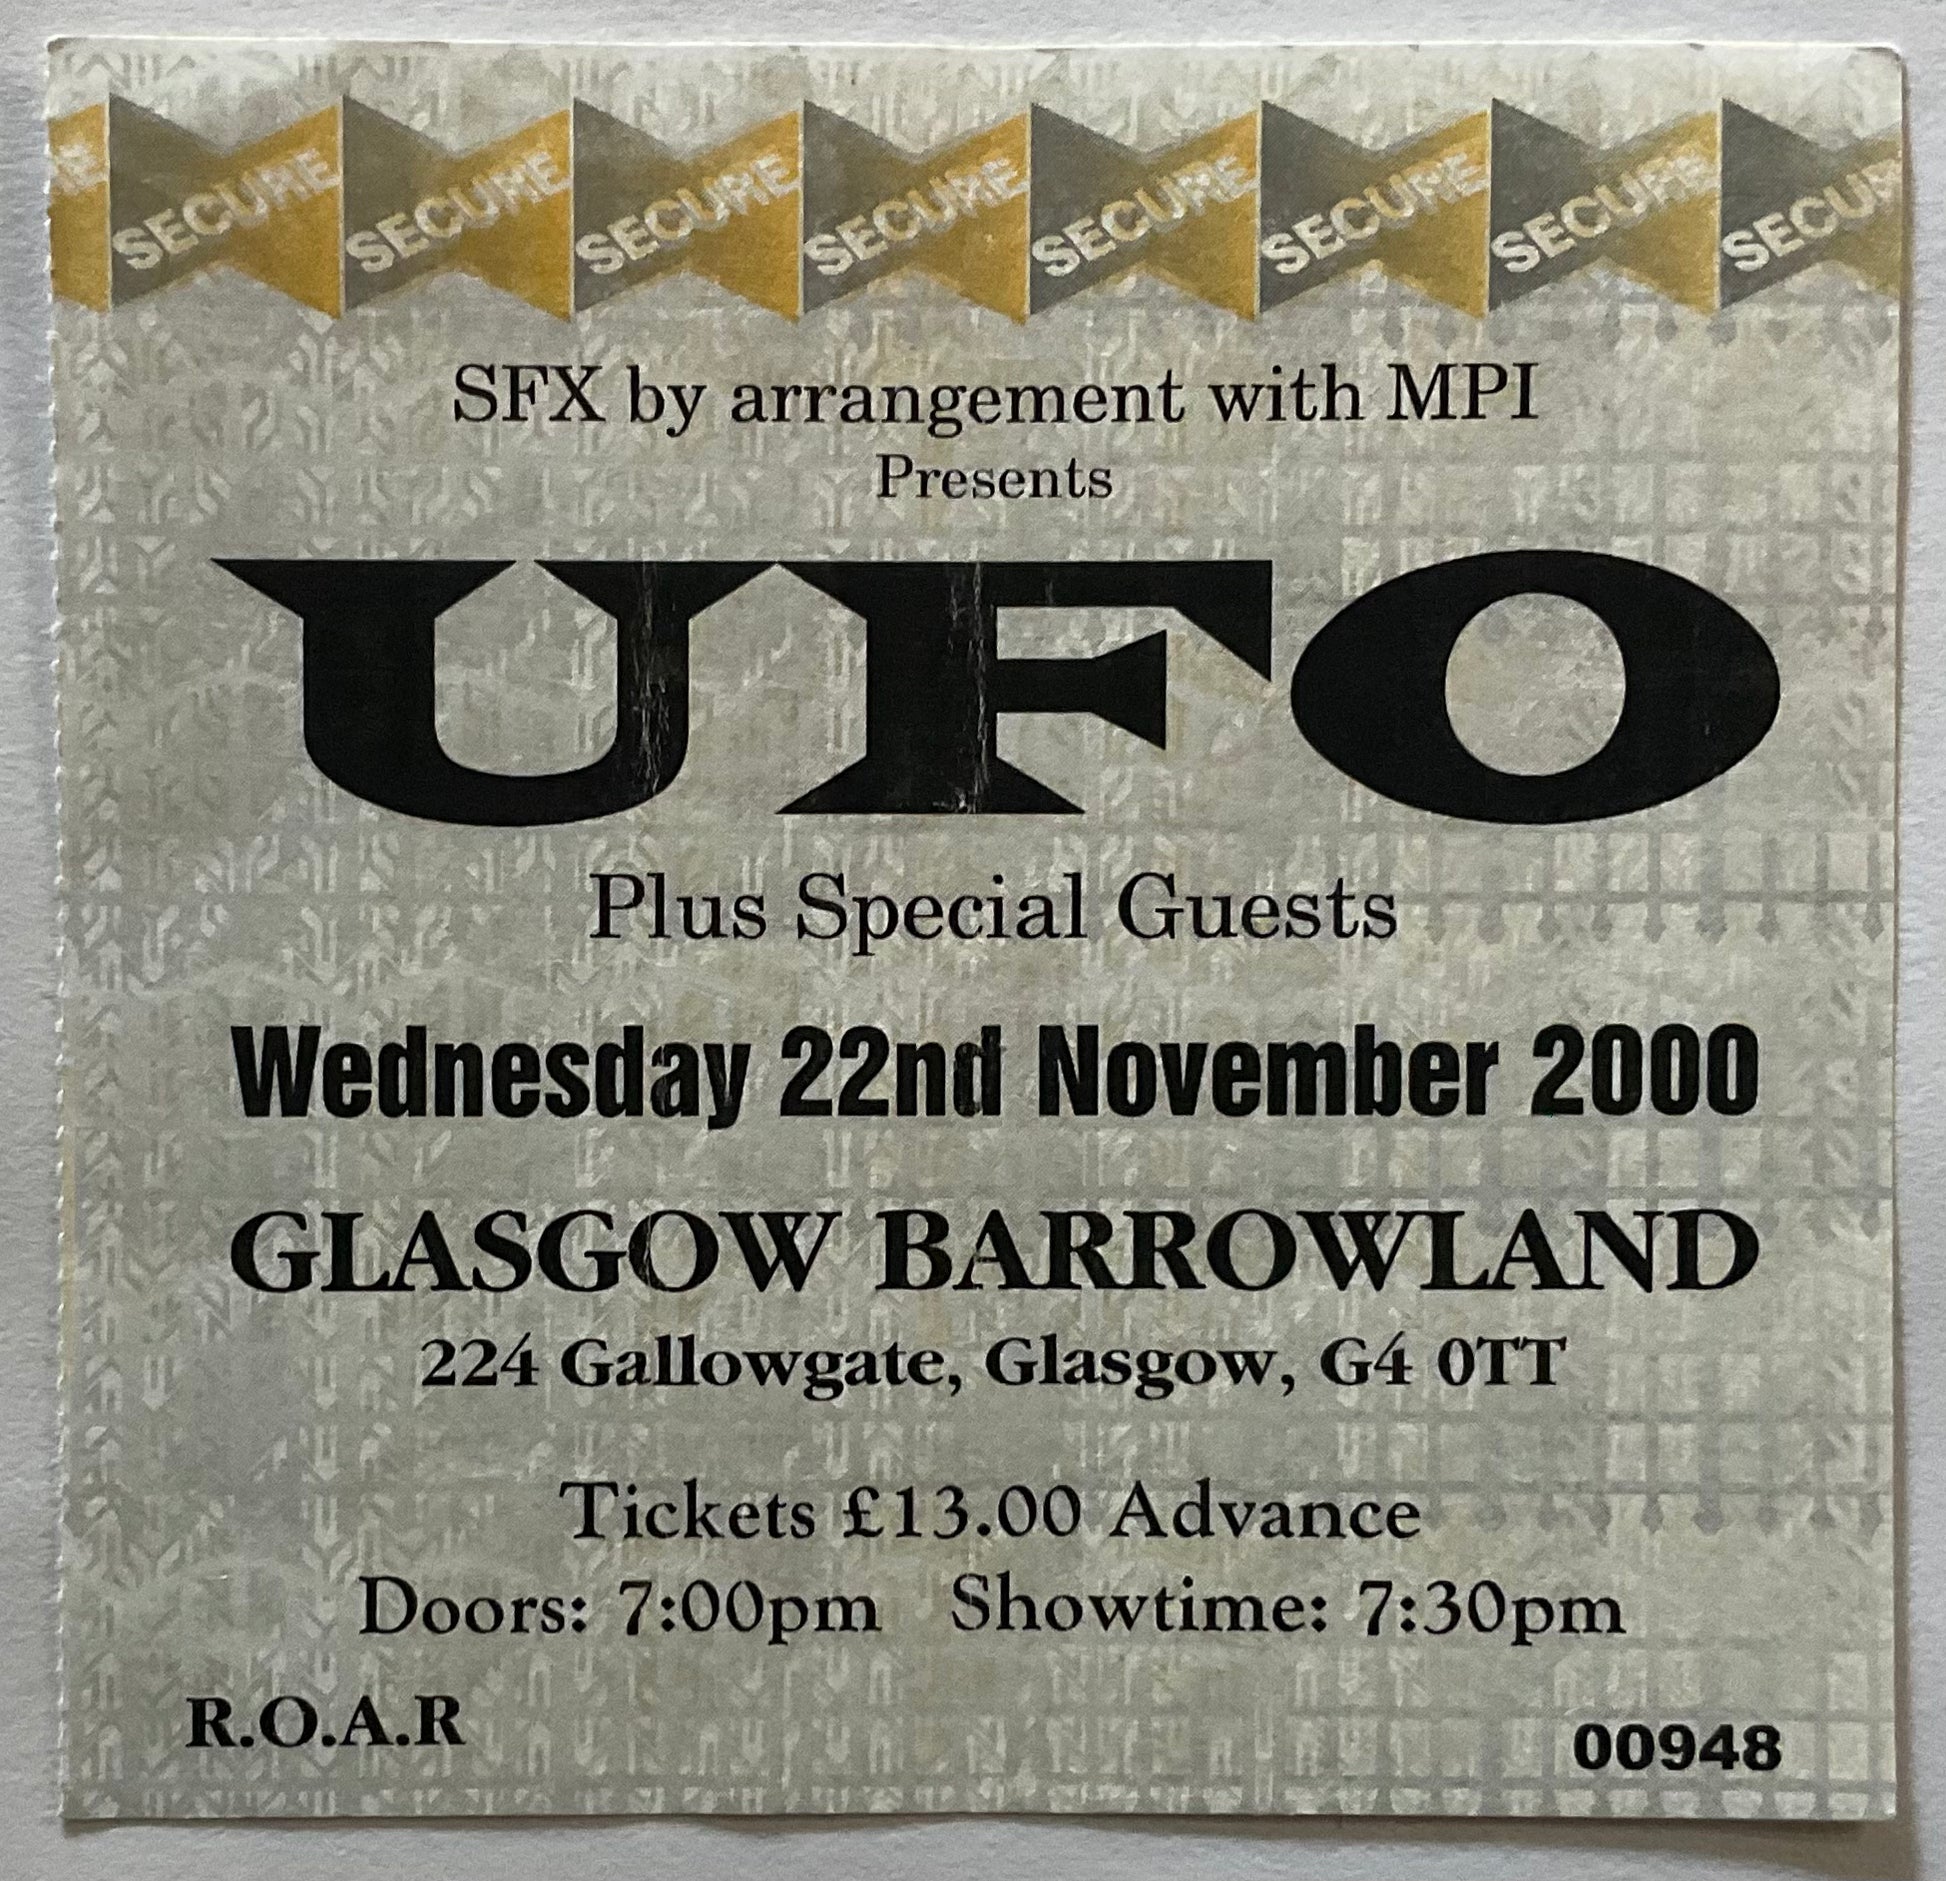 SECURE SECURE SECURE SECURE SECURE SECURE SECURE SECURE
SFX by arrangement with MPI
Presents
UFO
Plus Special Guests
Wednesday 22nd November 2000
GLASGOW BARROWLAND
224 Gallowgate, Glasgow, G4 0TT
Tickets £13.00 Advance
Doors: 7:00pm Showtime: 7:30pm
R.O.A.R
00948